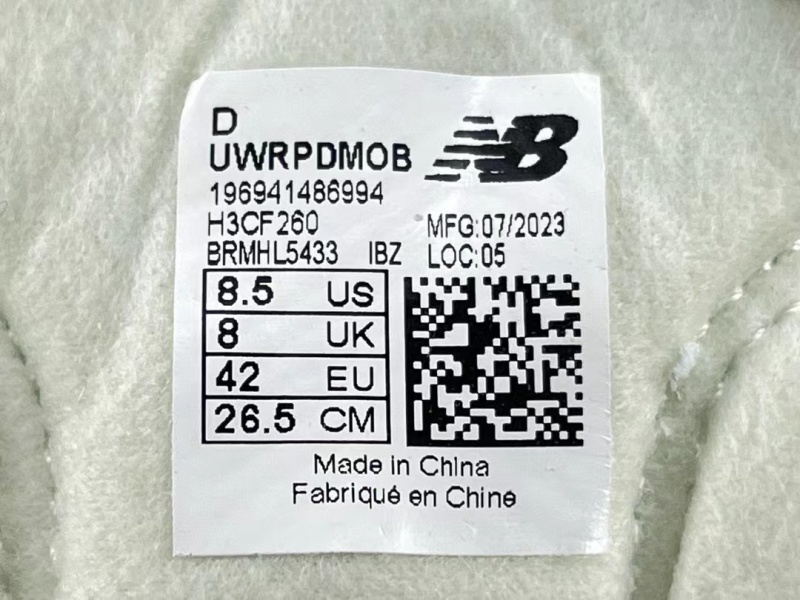 D
UWRPDMOB
NB
196941486994
H3CF260 MFG:07/2023
BRMHL5433 IBZ LOC:05
8.5 US
8 UK
42 EU
26.5 CM
Made in China
Fabriqué en Chine